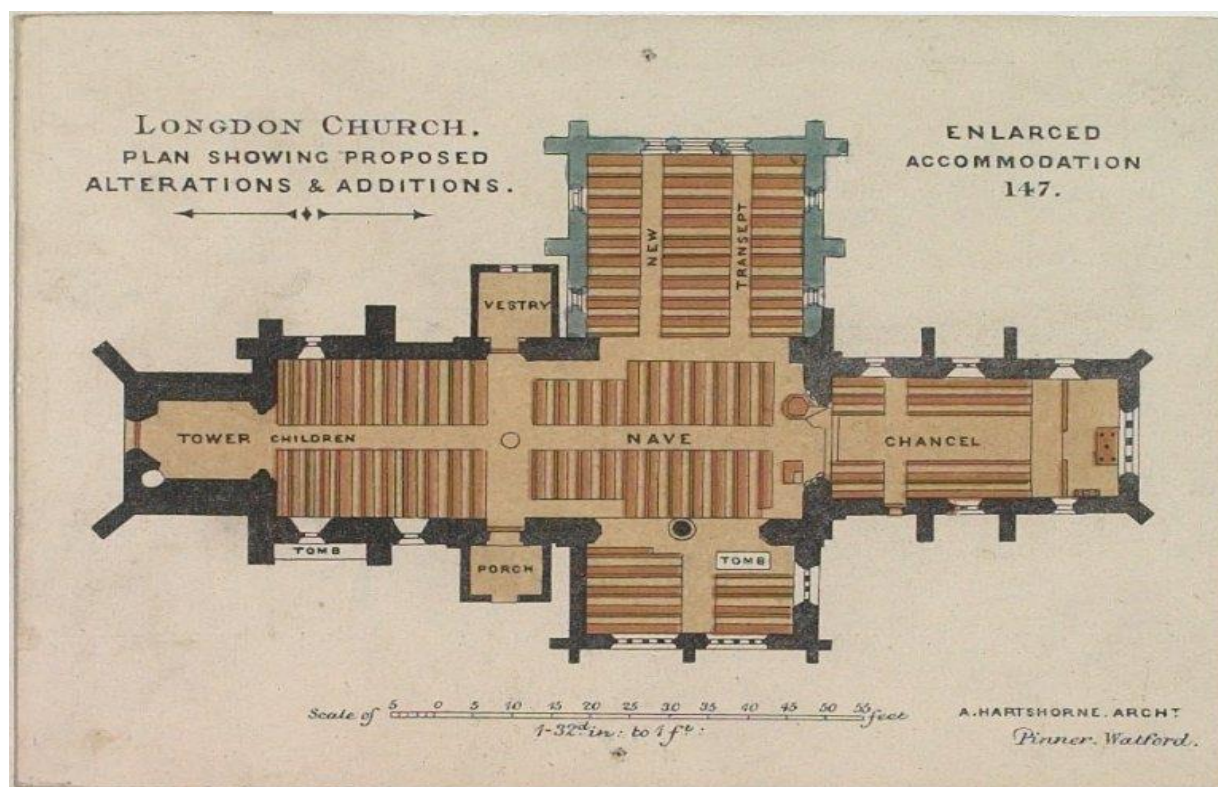 LONGDON CHURCH.
PLAN SHOWING PROPOSED
ALTERATIONS & ADDITIONS.
ENLARGED
ACCOMMODATION
147.
NEW
TRANSEPT
VESTRY
TOWER
CHILDREN
NAVE
CHANCEL
TOMB
PORCH
TOMB
Scale of 5 0 5 10 15 20 25 30 35 40 45 50 55 feet
1-32d. in: to 1 ft:
A. HARTSHORNE. ARCHT
Pinner. Watford.